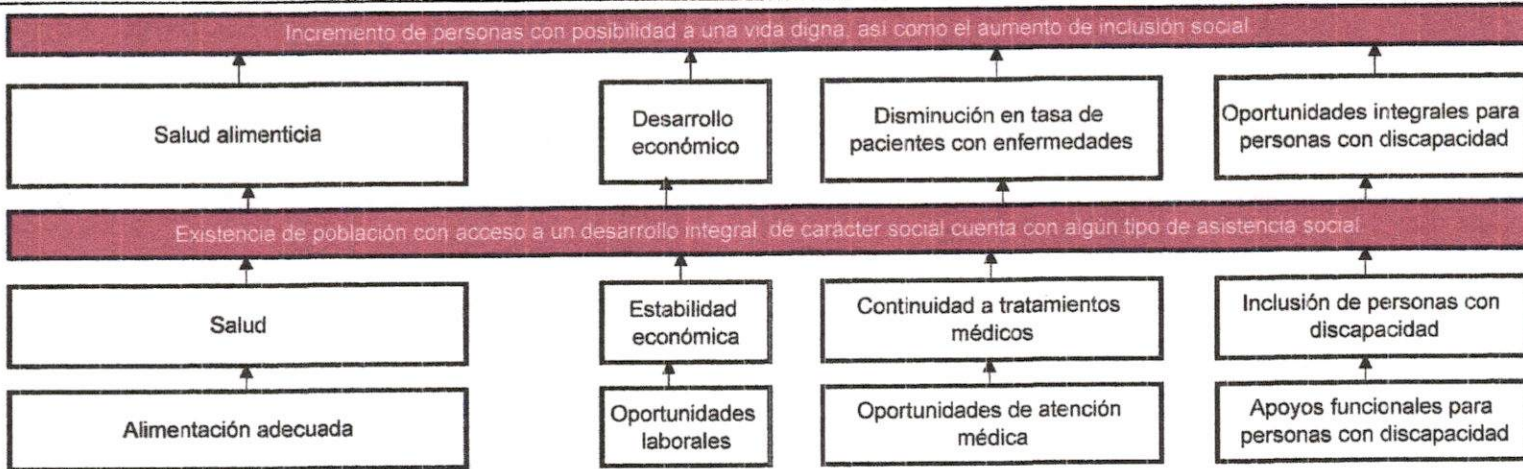 Incremento de personas con posibilidad a una vida digna, así como el aumento de inclusión social
Salud alimenticia
Desarrollo
económico
Disminución en tasa de
pacientes con enfermedades
Oportunidades integrales para
personas con discapacidad
Existencia de población con acceso a un desarrollo integral de carácter social cuenta con algún tipo de asistencia social.
Salud
Estabilidad
económica
Continuidad a tratamientos
médicos
Inclusión de personas con
discapacidad
Alimentación adecuada
Oportunidades
laborales
Oportunidades de atención
médica
Apoyos funcionales para
personas con discapacidad